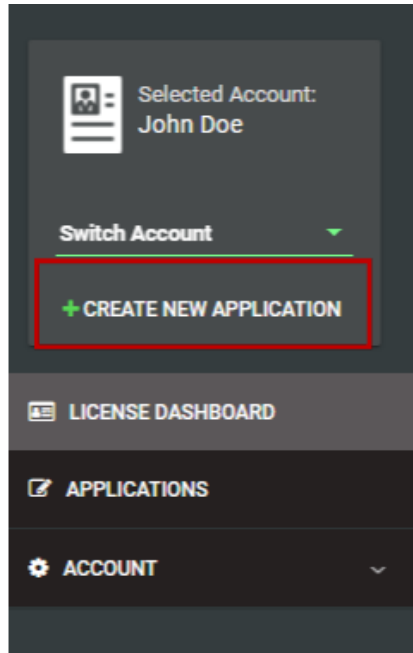 Selected Account:
John Doe
Switch Account
+CREATE NEW APPLICATION
LICENSE DASHBOARD
APPLICATIONS
ACCOUNT